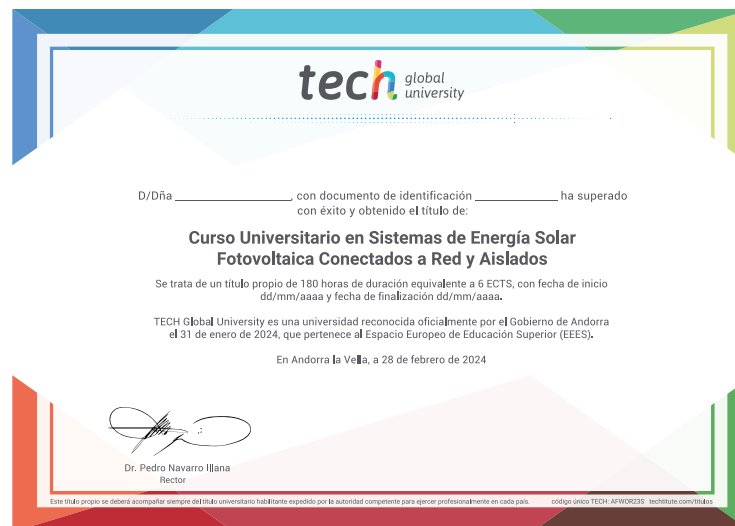 tech global university
D/Dña ______________, con documento de identificación __________ ha superado
con éxito y obtenido el título de:
Curso Universitario en Sistemas de Energía Solar
Fotovoltaica Conectados a Red y Aislados
Se trata de un título propio de 180 horas de duración equivalente a 6 ECTS, con fecha de inicio
dd/mm/aaaa y fecha de finalización dd/mm/aaaa.
TECH Global University es una universidad reconocida oficialmente por el Gobierno de Andorra
el 31 de enero de 2024, que pertenece al Espacio Europeo de Educación Superior (EEES).
En Andorra la Vella, a 28 de febrero de 2024
Dr. Pedro Navarro Illana
Rector
Este título propio se deberá acompañar siempre del título universitario habilitante expedido por la autoridad competente para ejercer profesionalmente en cada país. código único TECH: AFWOR23S techtitute.com/titulos